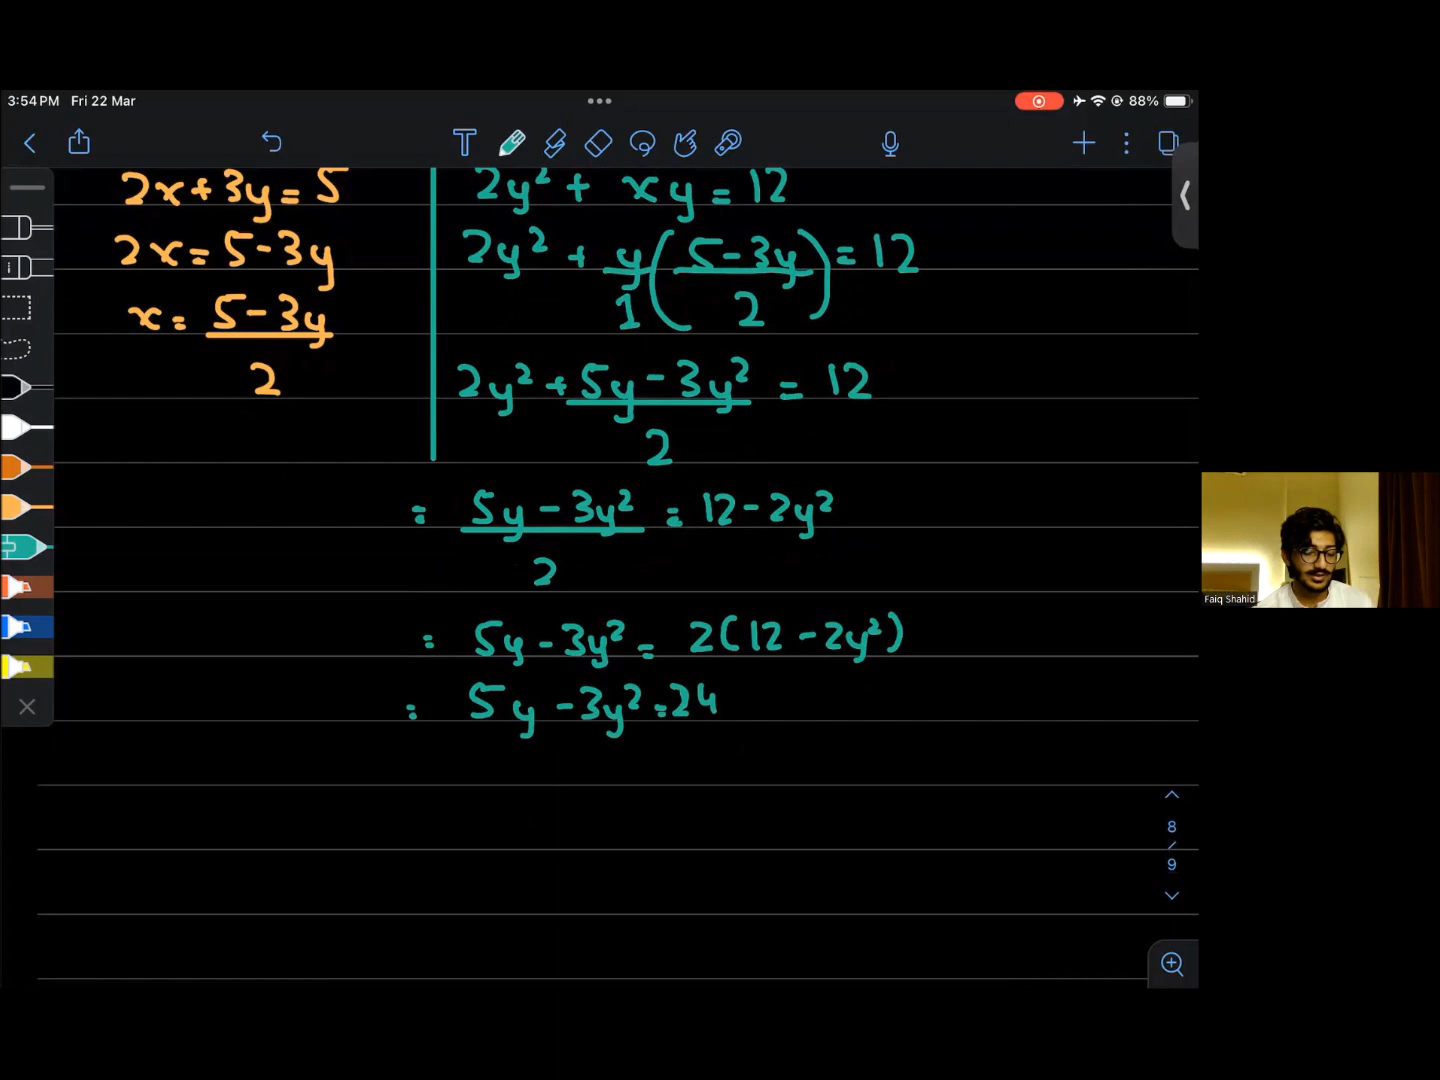 3:54 PM Fri 22 Mar
88%
T
2x+3y=5
2x=5-3y
x=5-3y
2
2y²+xy=12
2y²+y(5-3y)=12
1 2
2y²+5y-3y²=12
2
= 5y-3y²=12-2y²
2
= 5y-3y²=2(12-2y²)
= 5y-3y²=24
8
/
9
Faiq Shahid